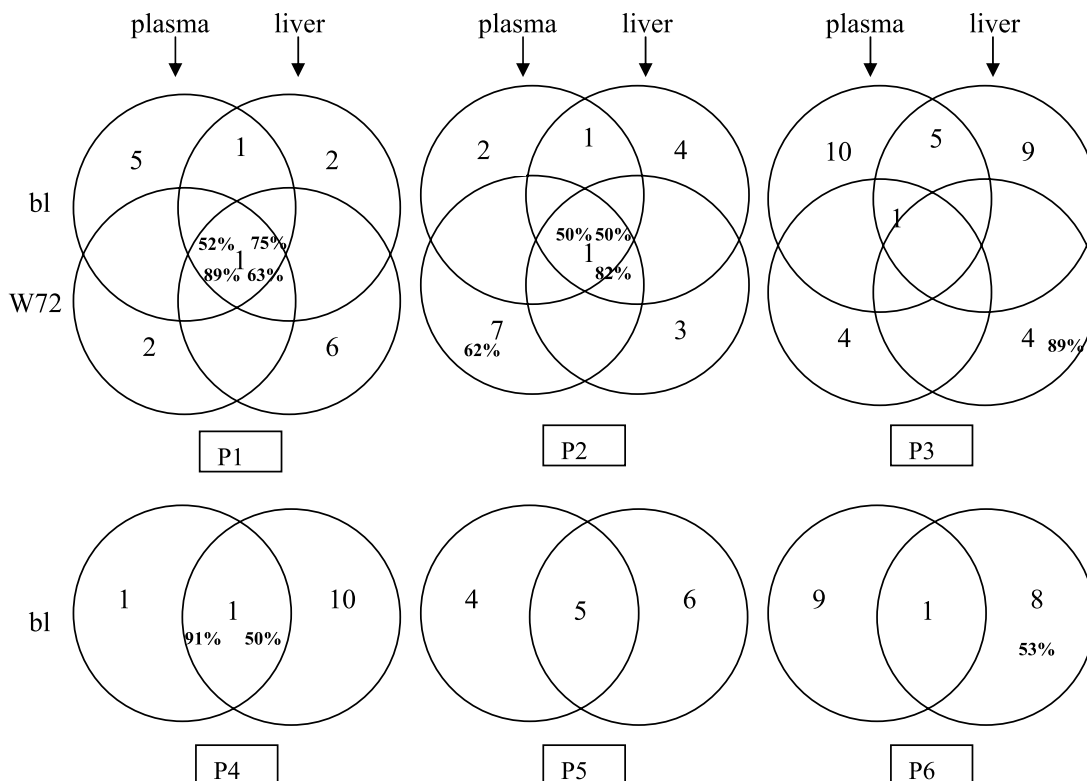 plasma liver plasma liver plasma liver
5 1 2 2 1 4 10 5 9
bl
52% 75% 50% 50% 1
1 1
89% 63% 82%
W72
2 6 7 3 4 4 89%
62%
P1 P2 P3
1 1 10 4 5 6 9 1 8
bl
91% 50% 53%
P4 P5 P6